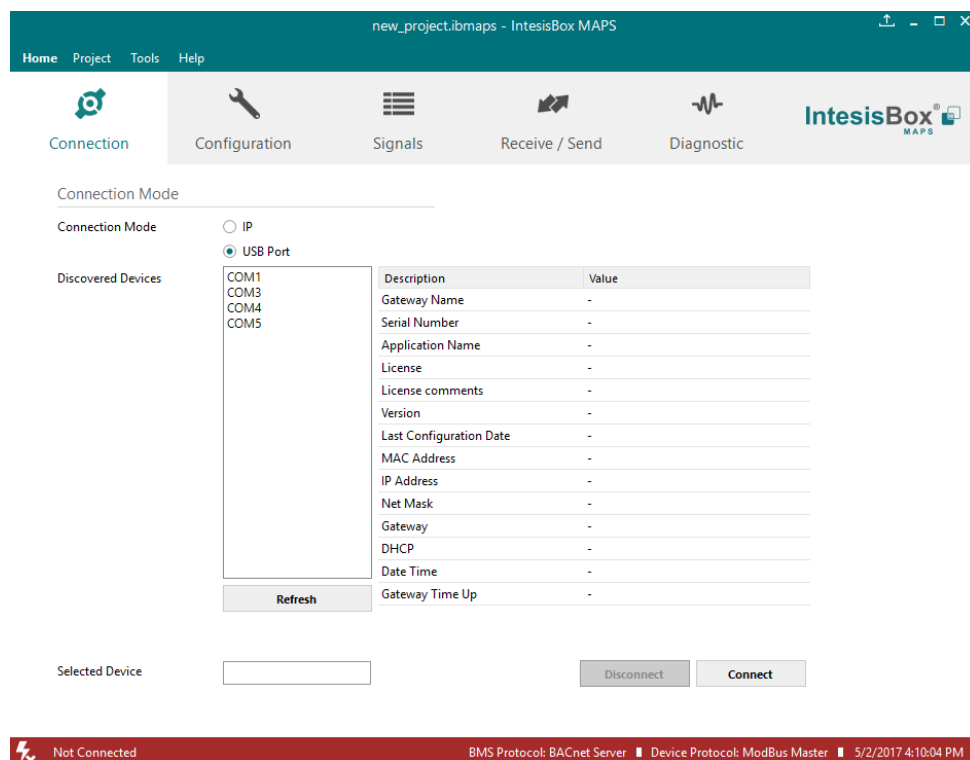 new_project.ibmaps - IntesisBox MAPS
Home Project Tools Help
Connection Configuration Signals Receive / Send Diagnostic
IntesisBox®
MAPS
Connection Mode
Connection Mode IP
USB Port
Discovered Devices
COM1
COM3
COM4
COM5
Description Value
Gateway Name -
Serial Number -
Application Name -
License -
License comments -
Version -
Last Configuration Date -
MAC Address -
IP Address -
Net Mask -
Gateway -
DHCP -
Date Time -
Gateway Time Up -
Refresh
Selected Device Disconnect Connect
Not Connected BMS Protocol: BACnet Server Device Protocol: ModBus Master 5/2/2017 4:10:04 PM